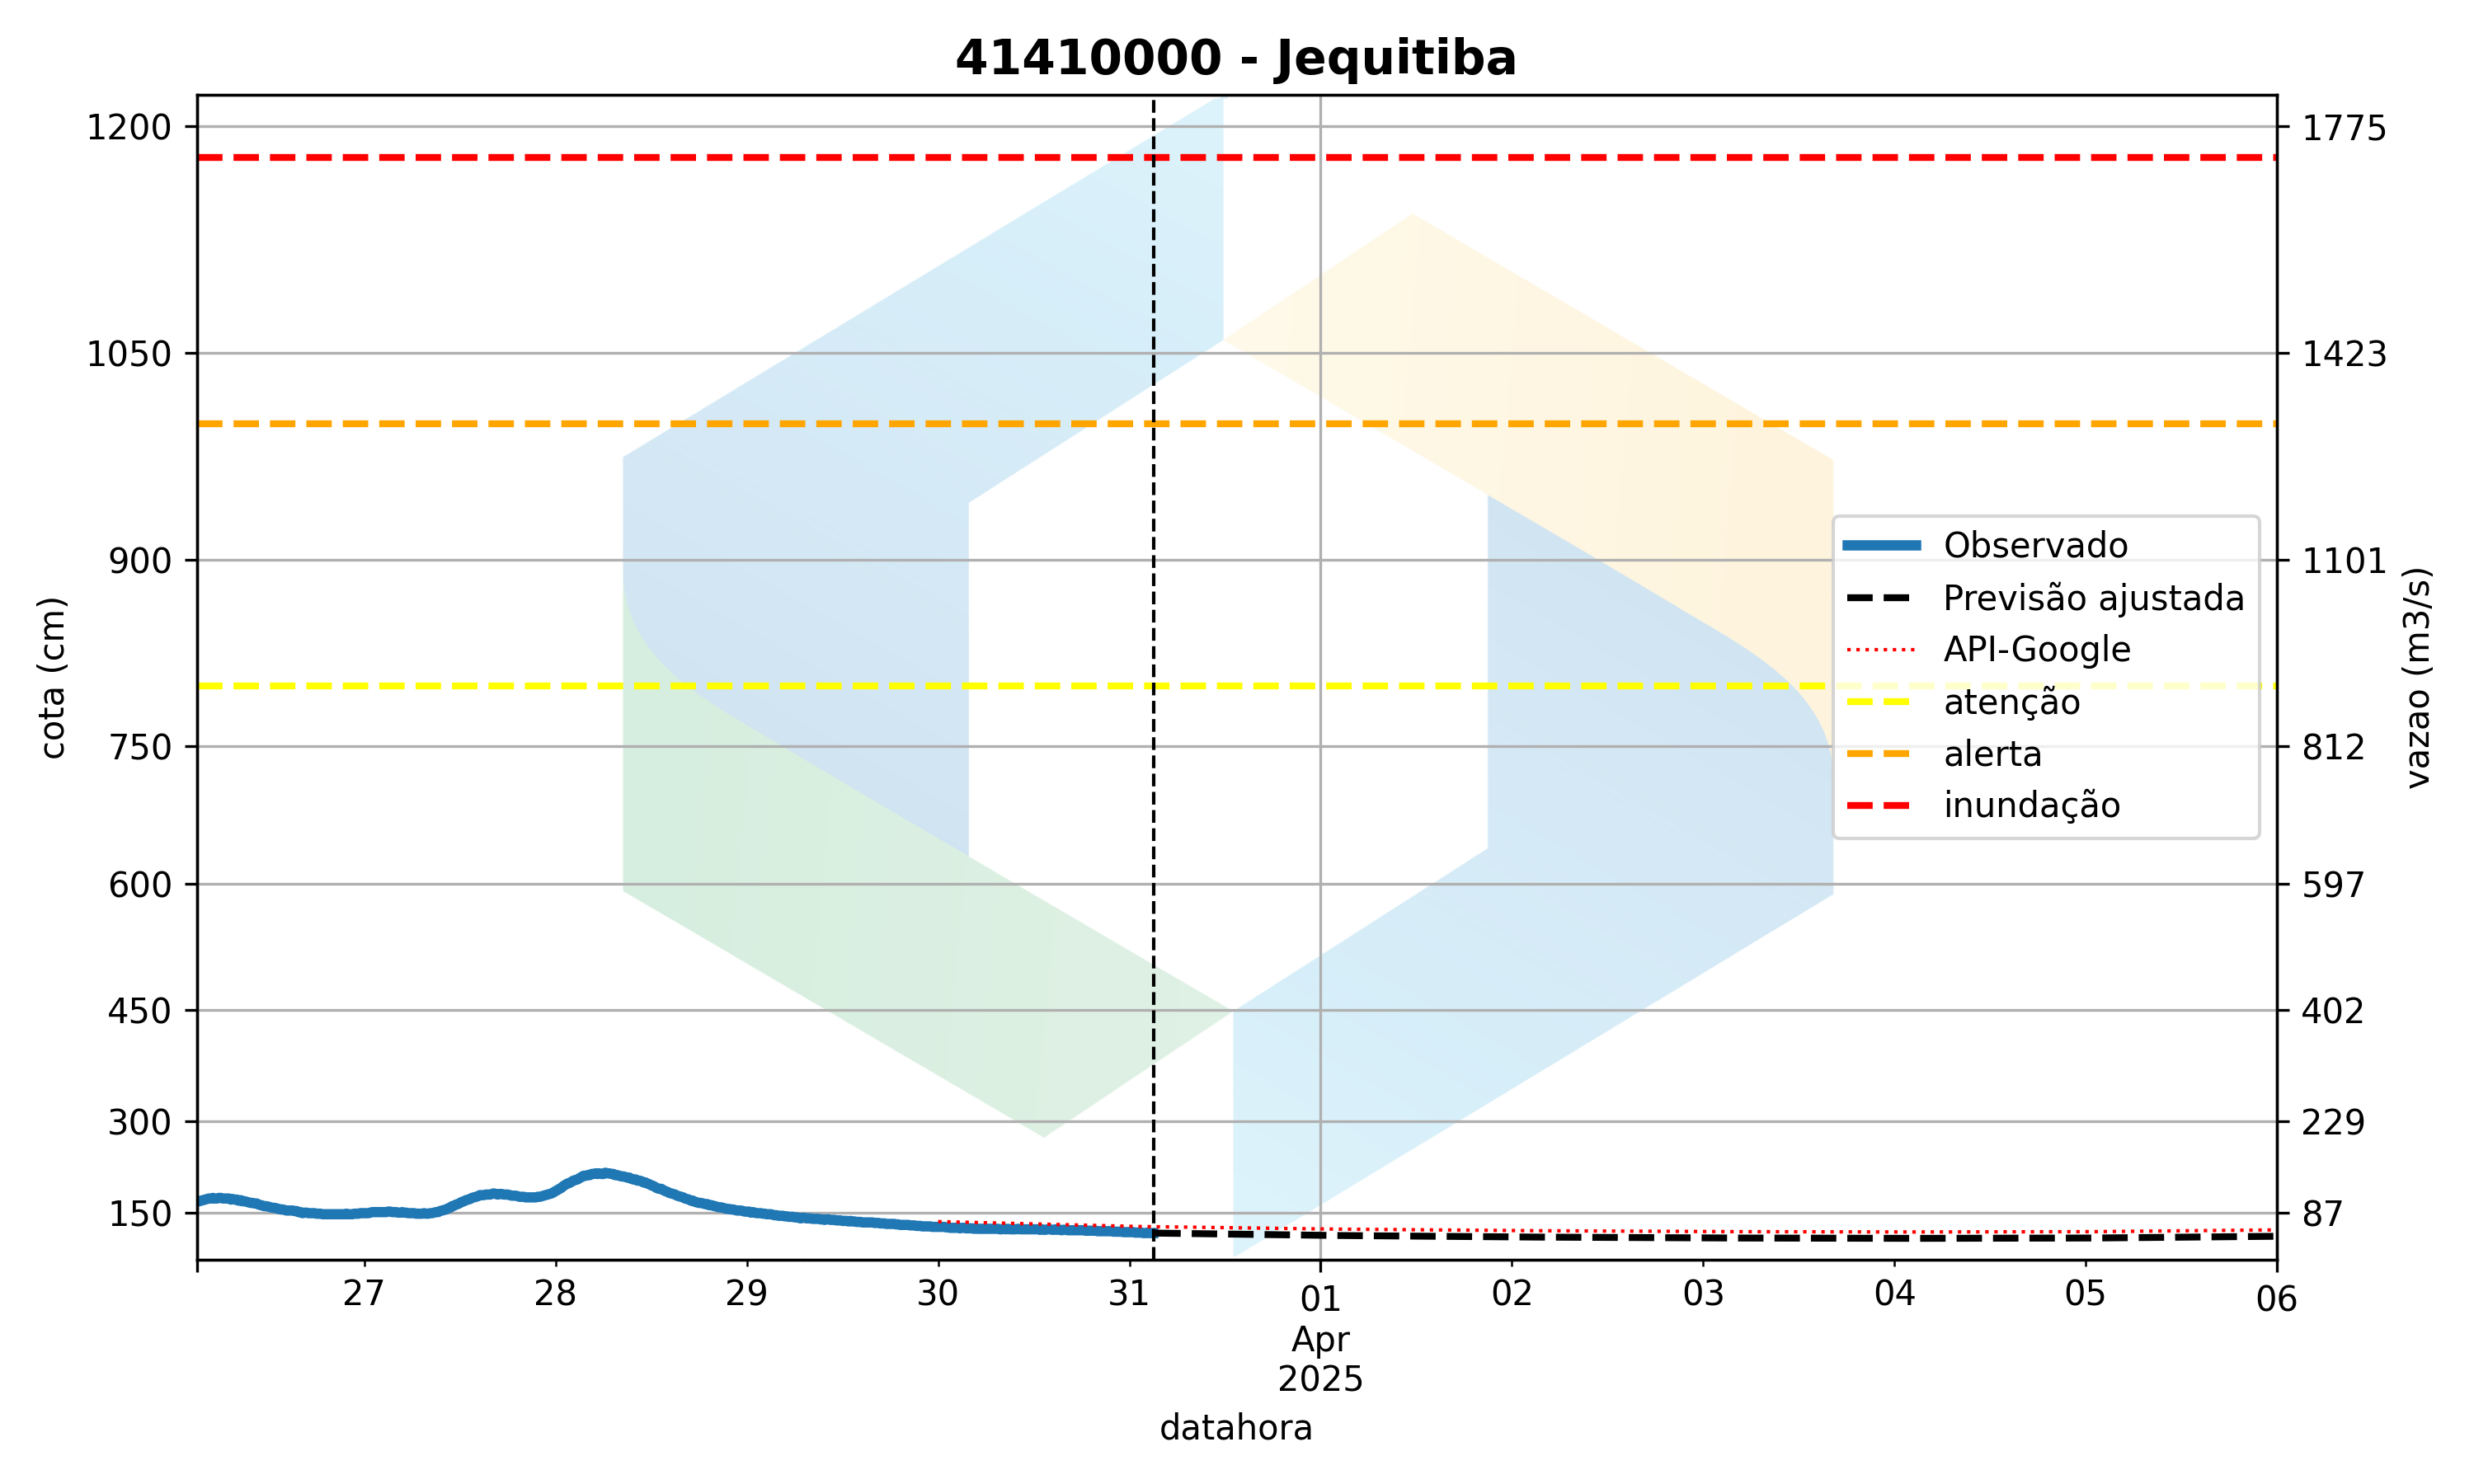 41410000 - Jequitiba
1200
1050
900
750
600
450
300
150
cota (cm)
1775
1423
1101
812
597
402
229
87
vazao (m3/s)
Observado
Previsão ajustada
API-Google
atenção
alerta
inundação
27
28
29
30
31
01
02
03
04
05
06
Apr
2025
datahora